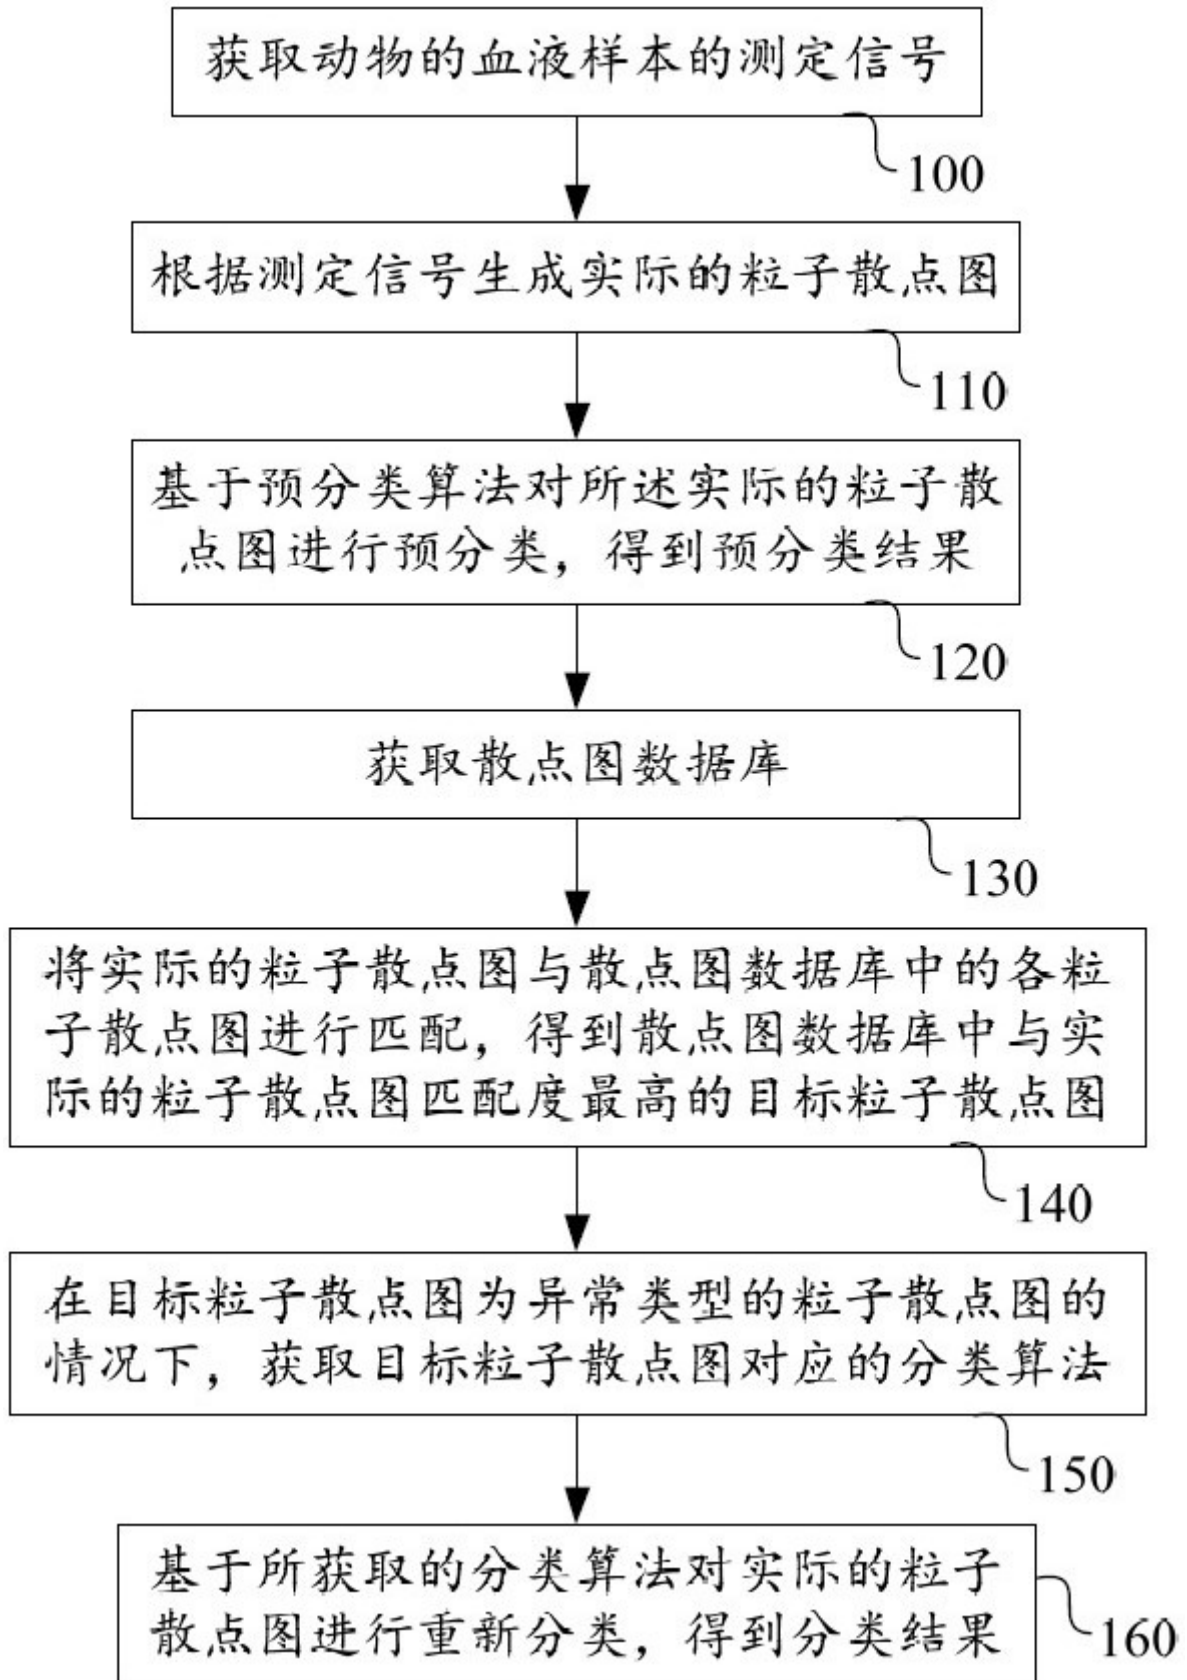 获取动物的血液样本的测定信号
100
根据测定信号生成实际的粒子散点图
110
基于预分类算法对所述实际的粒子散
点图进行预分类，得到预分类结果
120
获取散点图数据库
130
将实际的粒子散点图与散点图数据库中的各粒
子散点图进行匹配，得到散点图数据库中与实
际的粒子散点图匹配度最高的目标粒子散点图
140
在目标粒子散点图为异常类型的粒子散点图的
情况下，获取目标粒子散点图对应的分类算法
150
基于所获取的分类算法对实际的粒子
散点图进行重新分类，得到分类结果
160